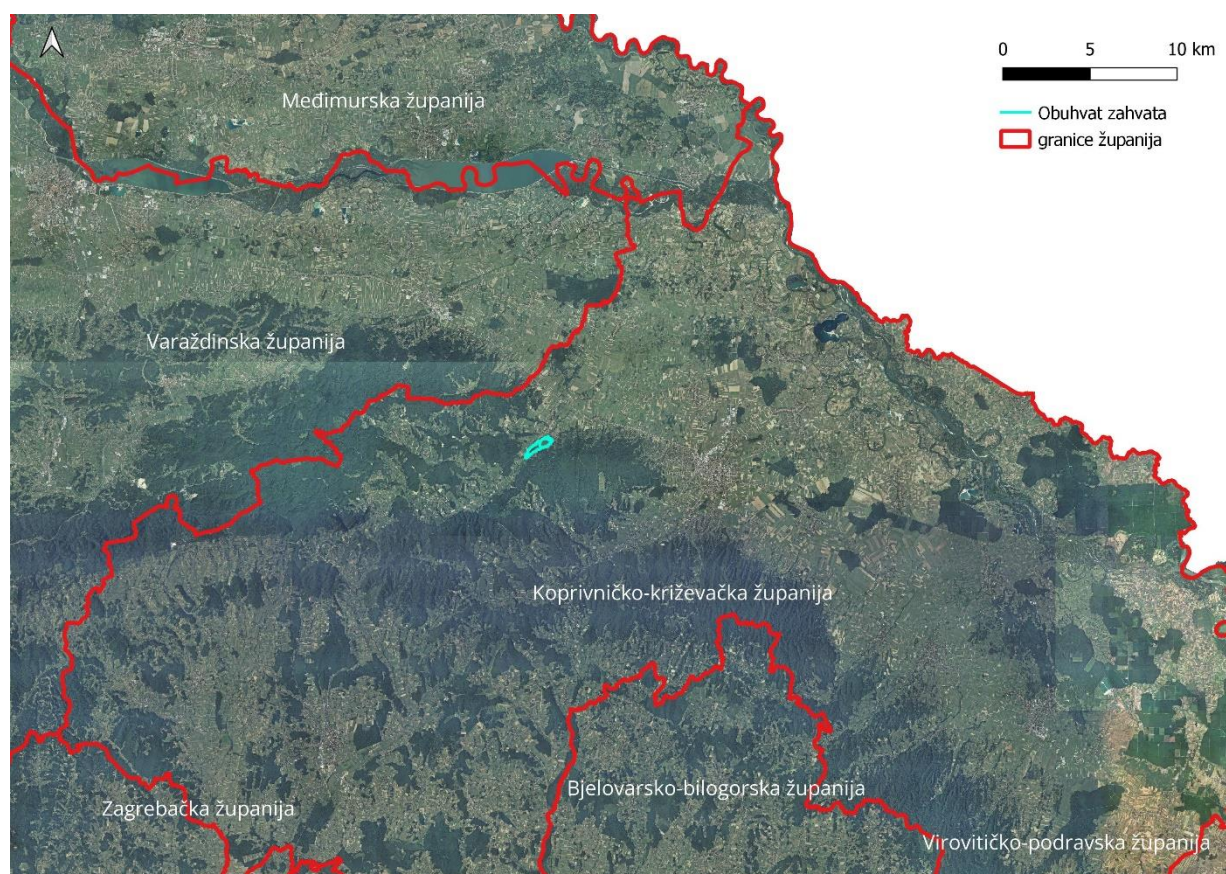 0 5 10 km
Obuhvat zahvata
granice županija
Međimurska županija
Varaždinska županija
Koprivničko-križevačka županija
Bjelovarsko-bilogorska županija
Zagrebačka županija
Virovitičko-podravska županija